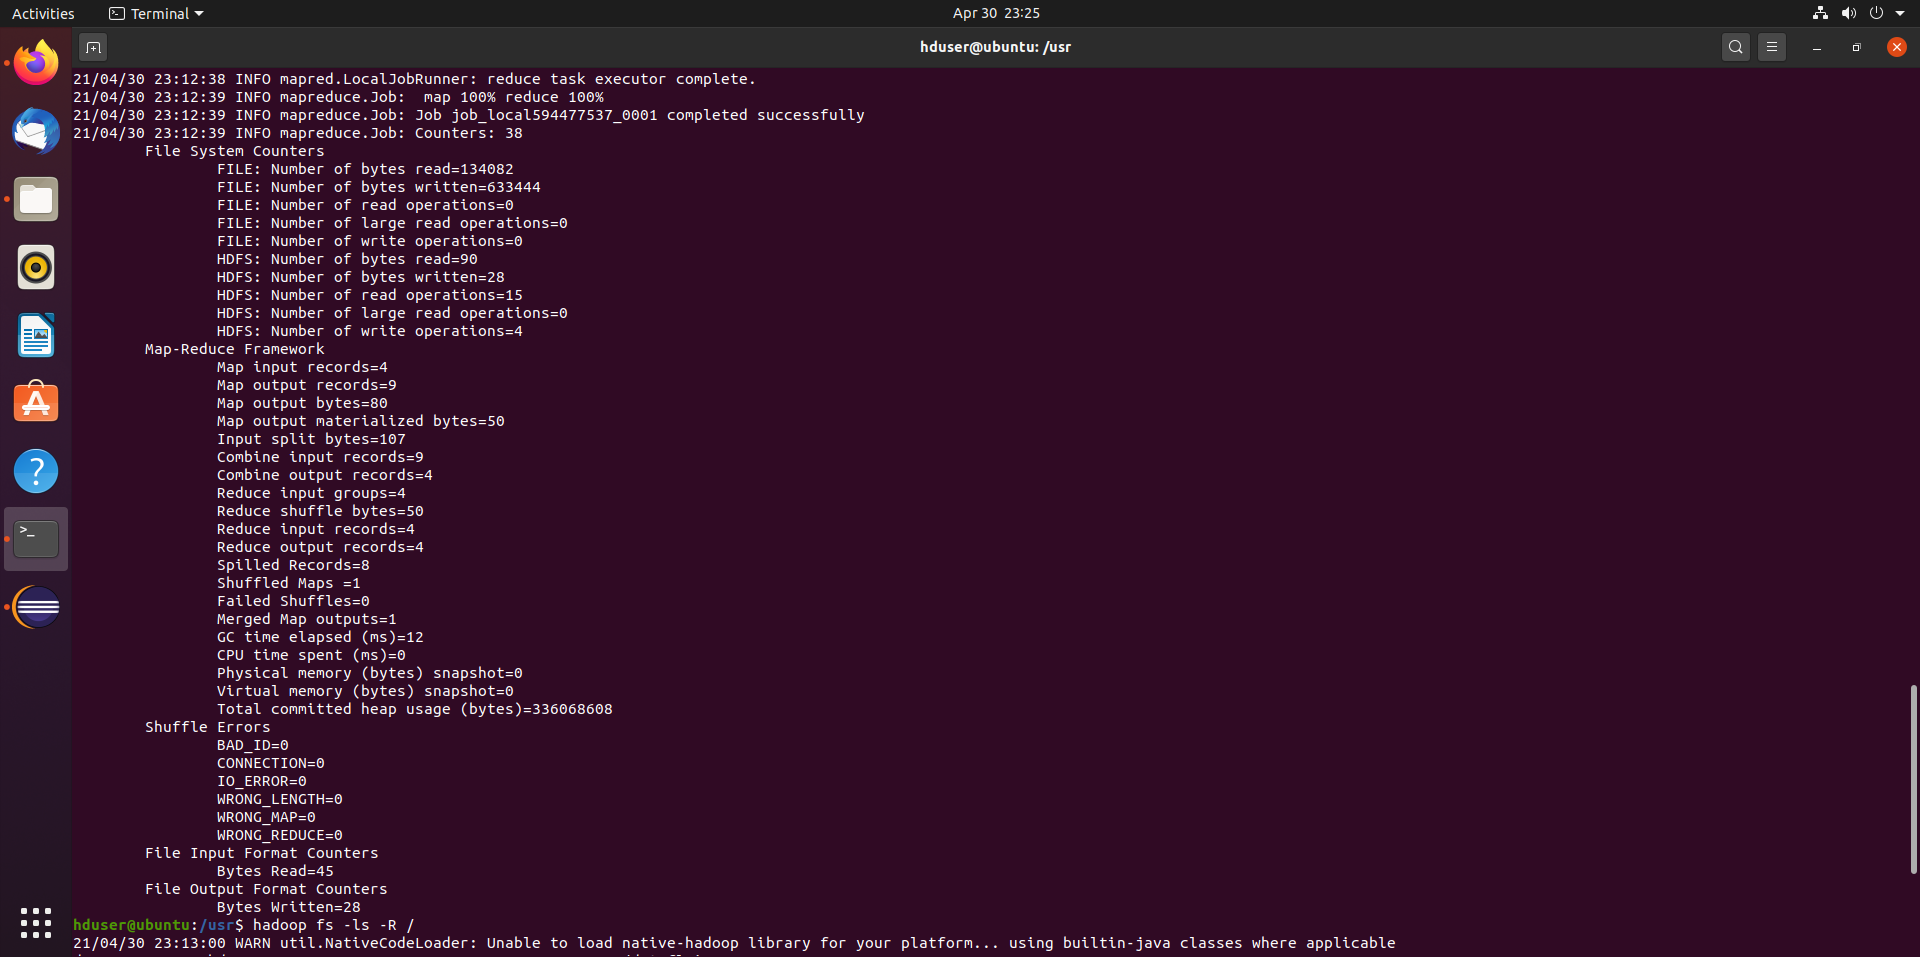 Activities
Terminal
Apr 30 23:25
hduser@ubuntu: /usr
21/04/30 23:12:38 INFO mapred.LocalJobRunner: reduce task executor complete.
21/04/30 23:12:39 INFO mapreduce.Job:  map 100% reduce 100%
21/04/30 23:12:39 INFO mapreduce.Job: Job job_local594477537_0001 completed successfully
21/04/30 23:12:39 INFO mapreduce.Job: Counters: 38
File System Counters
FILE: Number of bytes read=134082
FILE: Number of bytes written=633444
FILE: Number of read operations=0
FILE: Number of large read operations=0
FILE: Number of write operations=0
HDFS: Number of bytes read=90
HDFS: Number of bytes written=28
HDFS: Number of read operations=15
HDFS: Number of large read operations=0
HDFS: Number of write operations=4
Map-Reduce Framework
Map input records=4
Map output records=9
Map output bytes=80
Map output materialized bytes=50
Input split bytes=107
Combine input records=9
Combine output records=4
Reduce input groups=4
Reduce shuffle bytes=50
Reduce input records=4
Reduce output records=4
Spilled Records=8
Shuffled Maps =1
Failed Shuffles=0
Merged Map outputs=1
GC time elapsed (ms)=12
CPU time spent (ms)=0
Physical memory (bytes) snapshot=0
Virtual memory (bytes) snapshot=0
Total committed heap usage (bytes)=336068608
Shuffle Errors
BAD_ID=0
CONNECTION=0
IO_ERROR=0
WRONG_LENGTH=0
WRONG_MAP=0
WRONG_REDUCE=0
File Input Format Counters
Bytes Read=45
File Output Format Counters
Bytes Written=28
hduser@ubuntu:/usr$ hadoop fs -ls -R /
21/04/30 23:13:00 WARN util.NativeCodeLoader: Unable to load native-hadoop library for your platform... using builtin-java classes where applicable